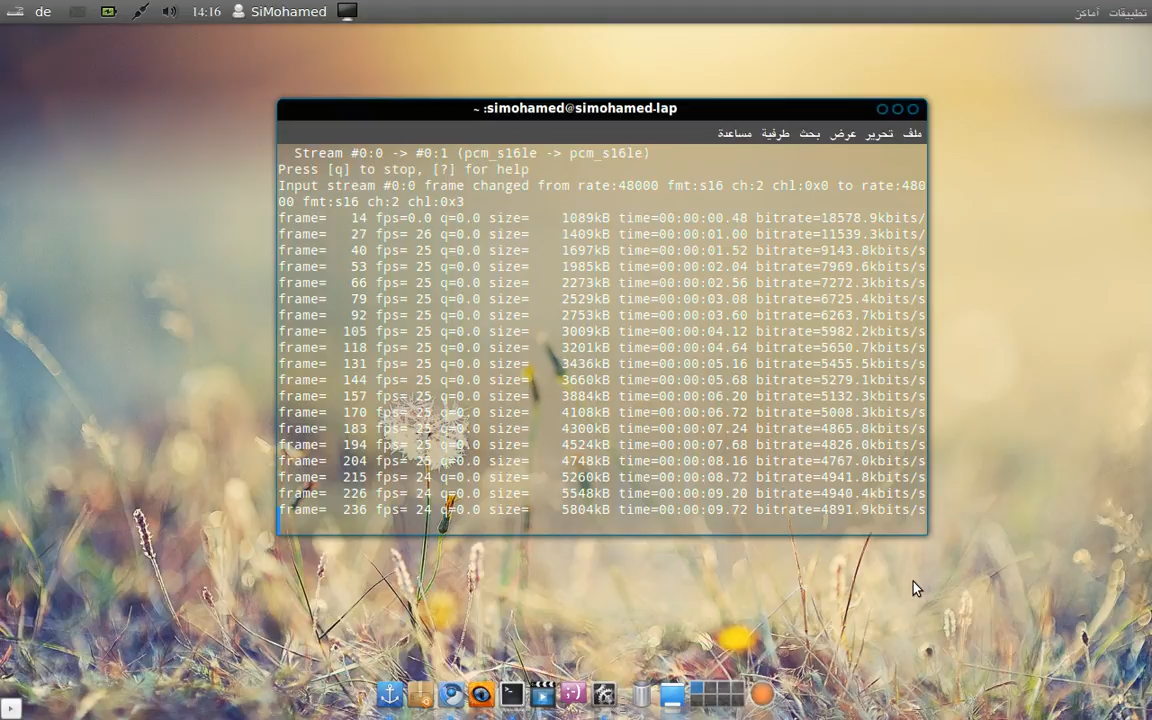 de 14:16 SiMohamed أماكن تطبيقات
~ :simohamed@simohamed-lap
ملف تحرير عرض بحث طرفية مساعدة
Stream #0:0 -> #0:1 (pcm_s16le -> pcm_s16le)
Press [q] to stop, [?] for help
Input stream #0:0 frame changed from rate:48000 fmt:s16 ch:2 chl:0x0 to rate:480
00 fmt:s16 ch:2 chl:0x3
frame=   14 fps=0.0 q=0.0 size=    1089kB time=00:00:00.48 bitrate=18578.9kbits/
frame=   27 fps= 26 q=0.0 size=    1409kB time=00:00:01.00 bitrate=11539.3kbits/
frame=   40 fps= 25 q=0.0 size=    1697kB time=00:00:01.52 bitrate=9143.8kbits/s
frame=   53 fps= 25 q=0.0 size=    1985kB time=00:00:02.04 bitrate=7969.6kbits/s
frame=   66 fps= 25 q=0.0 size=    2273kB time=00:00:02.56 bitrate=7272.3kbits/s
frame=   79 fps= 25 q=0.0 size=    2529kB time=00:00:03.08 bitrate=6725.4kbits/s
frame=   92 fps= 25 q=0.0 size=    2753kB time=00:00:03.60 bitrate=6263.7kbits/s
frame=  105 fps= 25 q=0.0 size=    3009kB time=00:00:04.12 bitrate=5982.2kbits/s
frame=  118 fps= 25 q=0.0 size=    3201kB time=00:00:04.64 bitrate=5650.7kbits/s
frame=  131 fps= 25 q=0.0 size=    3436kB time=00:00:05.16 bitrate=5455.5kbits/s
frame=  144 fps= 25 q=0.0 size=    3660kB time=00:00:05.68 bitrate=5279.1kbits/s
frame=  157 fps= 25 q=0.0 size=    3884kB time=00:00:06.20 bitrate=5132.3kbits/s
frame=  170 fps= 25 q=0.0 size=    4108kB time=00:00:06.72 bitrate=5008.3kbits/s
frame=  183 fps= 25 q=0.0 size=    4300kB time=00:00:07.24 bitrate=4865.8kbits/s
frame=  194 fps= 25 q=0.0 size=    4524kB time=00:00:07.68 bitrate=4826.0kbits/s
frame=  204 fps= 25 q=0.0 size=    4748kB time=00:00:08.16 bitrate=4767.0kbits/s
frame=  215 fps= 24 q=0.0 size=    5260kB time=00:00:08.72 bitrate=4941.8kbits/s
frame=  226 fps= 24 q=0.0 size=    5548kB time=00:00:09.20 bitrate=4940.4kbits/s
frame=  236 fps= 24 q=0.0 size=    5804kB time=00:00:09.72 bitrate=4891.9kbits/s